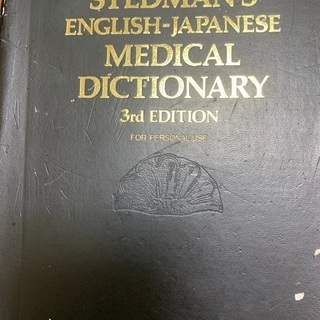 STEDMAN'S
ENGLISH-JAPANESE
MEDICAL
DICTIONARY
3rd EDITION
FOR PERSONAL USE